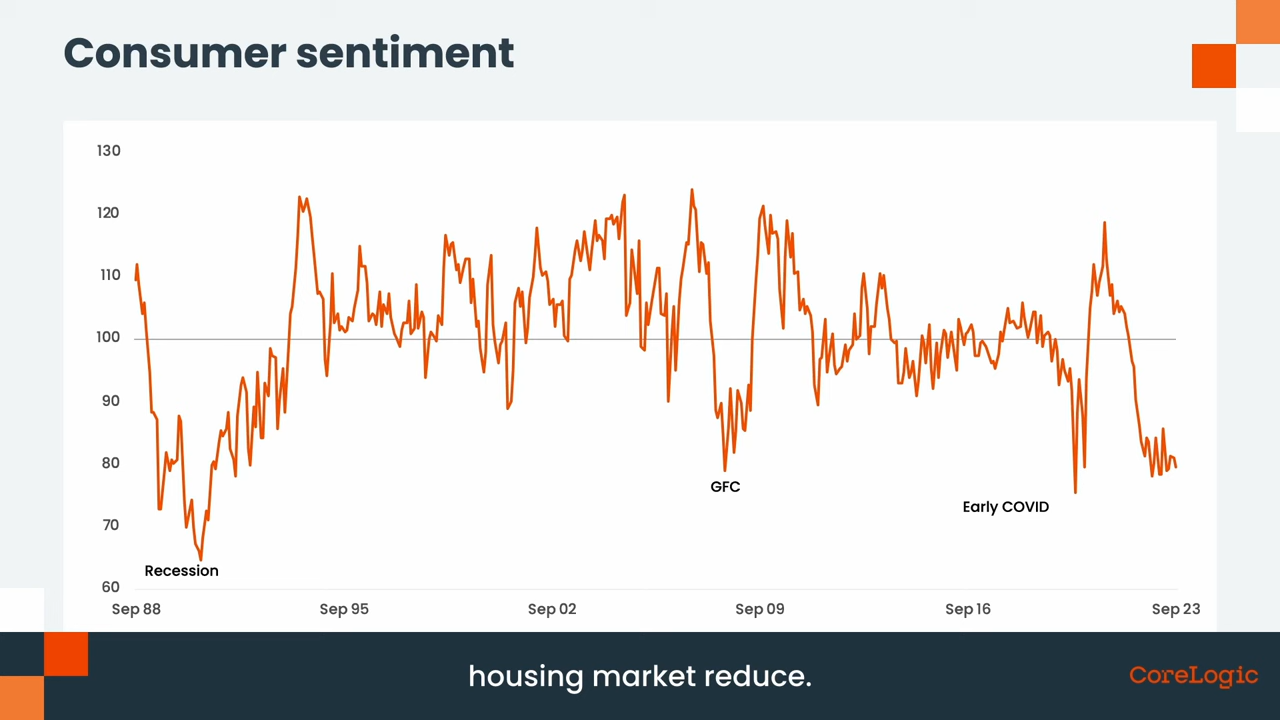 Consumer sentiment
130
120
110
100
90
80
70
60
GFC
Early COVID
Recession
Sep 88 Sep 95 Sep 02 Sep 09 Sep 16 Sep 23
housing market reduce.
CoreLogic